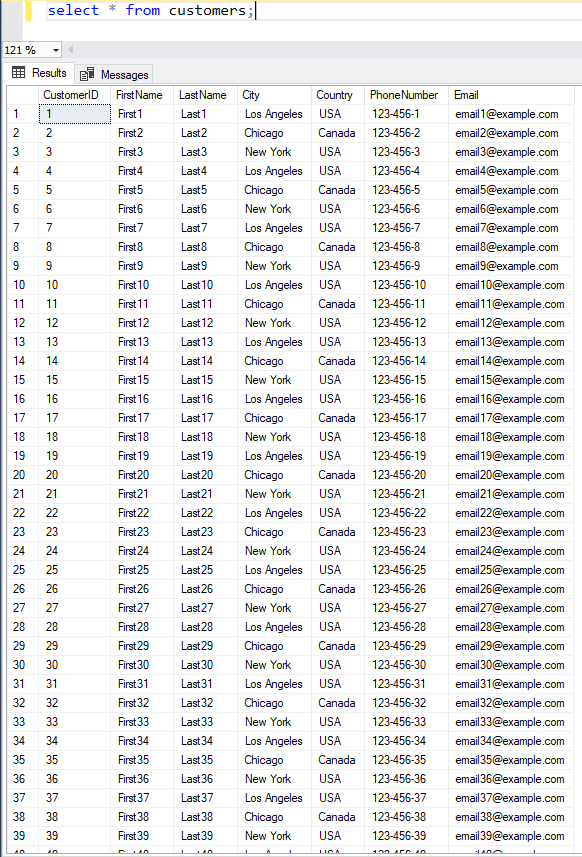 select * from customers;
121 %
Results Messages
CustomerID FirstName LastName City Country PhoneNumber Email
1 1 First1 Last1 Los Angeles USA 123-456-1 email1@example.com
2 2 First2 Last2 Chicago Canada 123-456-2 email2@example.com
3 3 First3 Last3 New York USA 123-456-3 email3@example.com
4 4 First4 Last4 Los Angeles USA 123-456-4 email4@example.com
5 5 First5 Last5 Chicago Canada 123-456-5 email5@example.com
6 6 First6 Last6 New York USA 123-456-6 email6@example.com
7 7 First7 Last7 Los Angeles USA 123-456-7 email7@example.com
8 8 First8 Last8 Chicago Canada 123-456-8 email8@example.com
9 9 First9 Last9 New York USA 123-456-9 email9@example.com
10 10 First10 Last10 Los Angeles USA 123-456-10 email10@example.com
11 11 First11 Last11 Chicago Canada 123-456-11 email11@example.com
12 12 First12 Last12 New York USA 123-456-12 email12@example.com
13 13 First13 Last13 Los Angeles USA 123-456-13 email13@example.com
14 14 First14 Last14 Chicago Canada 123-456-14 email14@example.com
15 15 First15 Last15 New York USA 123-456-15 email15@example.com
16 16 First16 Last16 Los Angeles USA 123-456-16 email16@example.com
17 17 First17 Last17 Chicago Canada 123-456-17 email17@example.com
18 18 First18 Last18 New York USA 123-456-18 email18@example.com
19 19 First19 Last19 Los Angeles USA 123-456-19 email19@example.com
20 20 First20 Last20 Chicago Canada 123-456-20 email20@example.com
21 21 First21 Last21 New York USA 123-456-21 email21@example.com
22 22 First22 Last22 Los Angeles USA 123-456-22 email22@example.com
23 23 First23 Last23 Chicago Canada 123-456-23 email23@example.com
24 24 First24 Last24 New York USA 123-456-24 email24@example.com
25 25 First25 Last25 Los Angeles USA 123-456-25 email25@example.com
26 26 First26 Last26 Chicago Canada 123-456-26 email26@example.com
27 27 First27 Last27 New York USA 123-456-27 email27@example.com
28 28 First28 Last28 Los Angeles USA 123-456-28 email28@example.com
29 29 First29 Last29 Chicago Canada 123-456-29 email29@example.com
30 30 First30 Last30 New York USA 123-456-30 email30@example.com
31 31 First31 Last31 Los Angeles USA 123-456-31 email31@example.com
32 32 First32 Last32 Chicago Canada 123-456-32 email32@example.com
33 33 First33 Last33 New York USA 123-456-33 email33@example.com
34 34 First34 Last34 Los Angeles USA 123-456-34 email34@example.com
35 35 First35 Last35 Chicago Canada 123-456-35 email35@example.com
36 36 First36 Last36 New York USA 123-456-36 email36@example.com
37 37 First37 Last37 Los Angeles USA 123-456-37 email37@example.com
38 38 First38 Last38 Chicago Canada 123-456-38 email38@example.com
39 39 First39 Last39 New York USA 123-456-39 email39@example.com